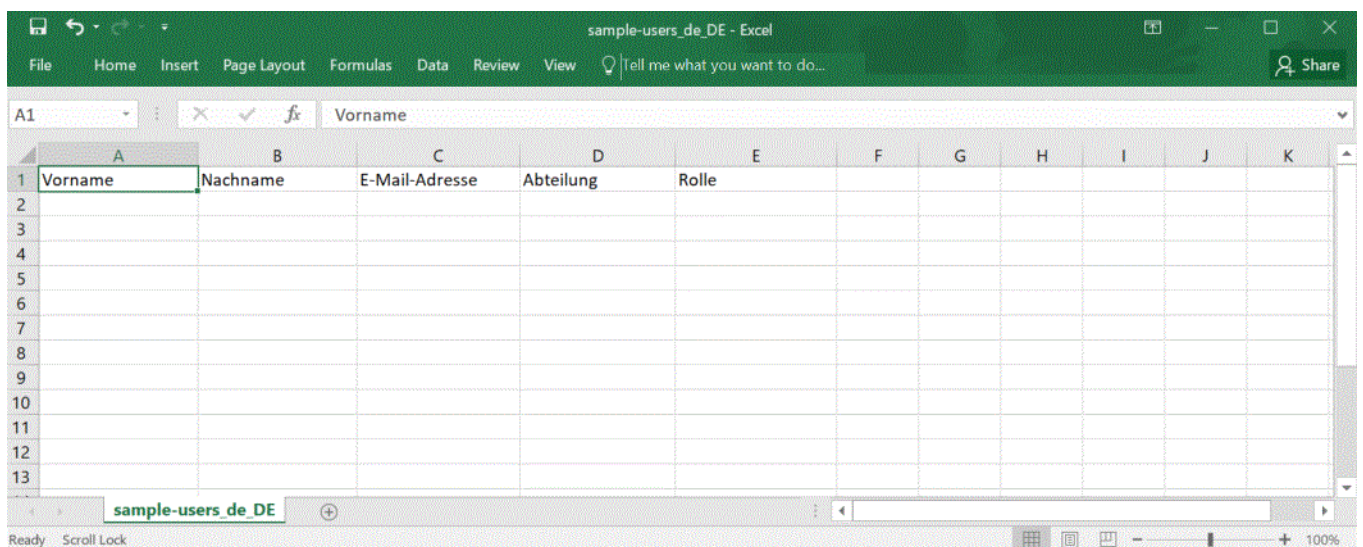 sample-users_de_DE - Excel
File Home Insert Page Layout Formulas Data Review View Tell me what you want to do... Share
A1 fx Vorname
A B C D E F G H I J K
1 Vorname Nachname E-Mail-Adresse Abteilung Rolle
2
3
4
5
6
7
8
9
10
11
12
13
sample-users_de_DE
Ready Scroll Lock 100%